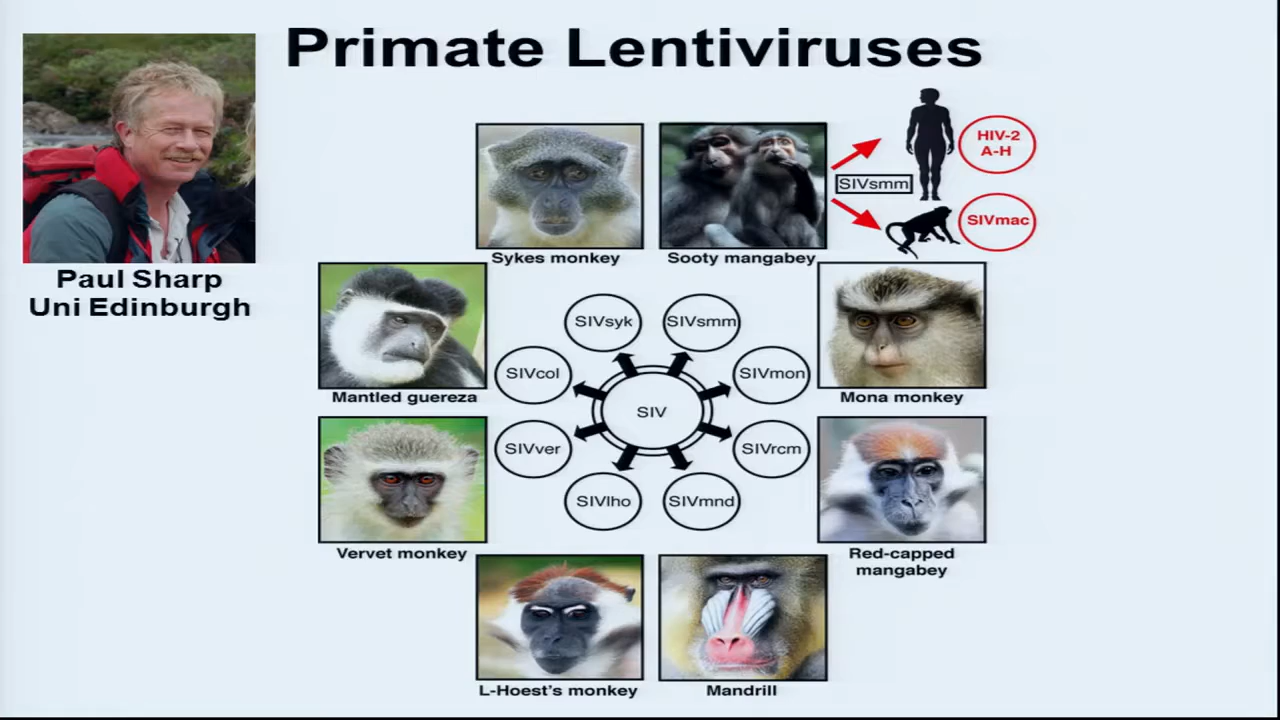 Primate Lentiviruses
Paul Sharp
Uni Edinburgh
HIV-2
A-H
SIVsmm
SIVmac
Sykes monkey
Sooty mangabey
SIVsyk
SIVsmm
SIVcol
SIVmon
Mantled guereza
Mona monkey
SIV
SIVver
SIVrcm
SIVlho
SIVmnd
Vervet monkey
Red-capped
mangabey
L-Hoest's monkey
Mandrill